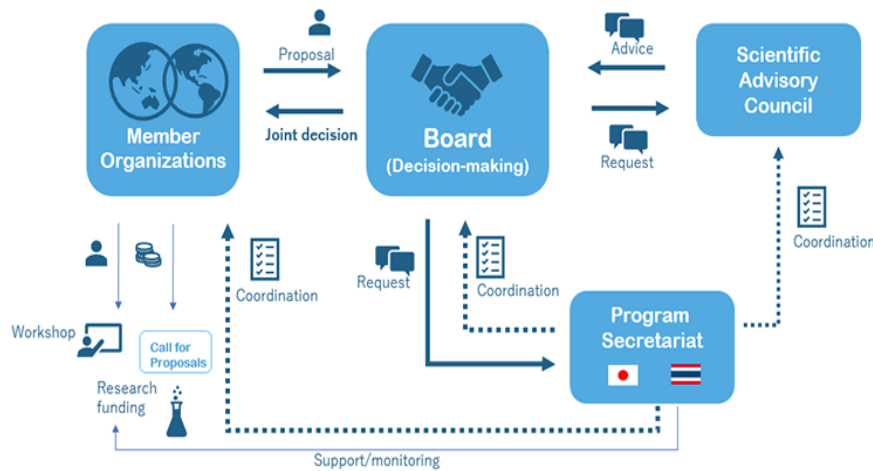 Proposal
Advice
Scientific
Advisory
Council
Member
Organizations
Joint decision
Board
(Decision-making)
Request
Coordination
Request
Coordination
Coordination
Workshop
Call for
Proposals
Research
funding
Program
Secretariat
Support/monitoring